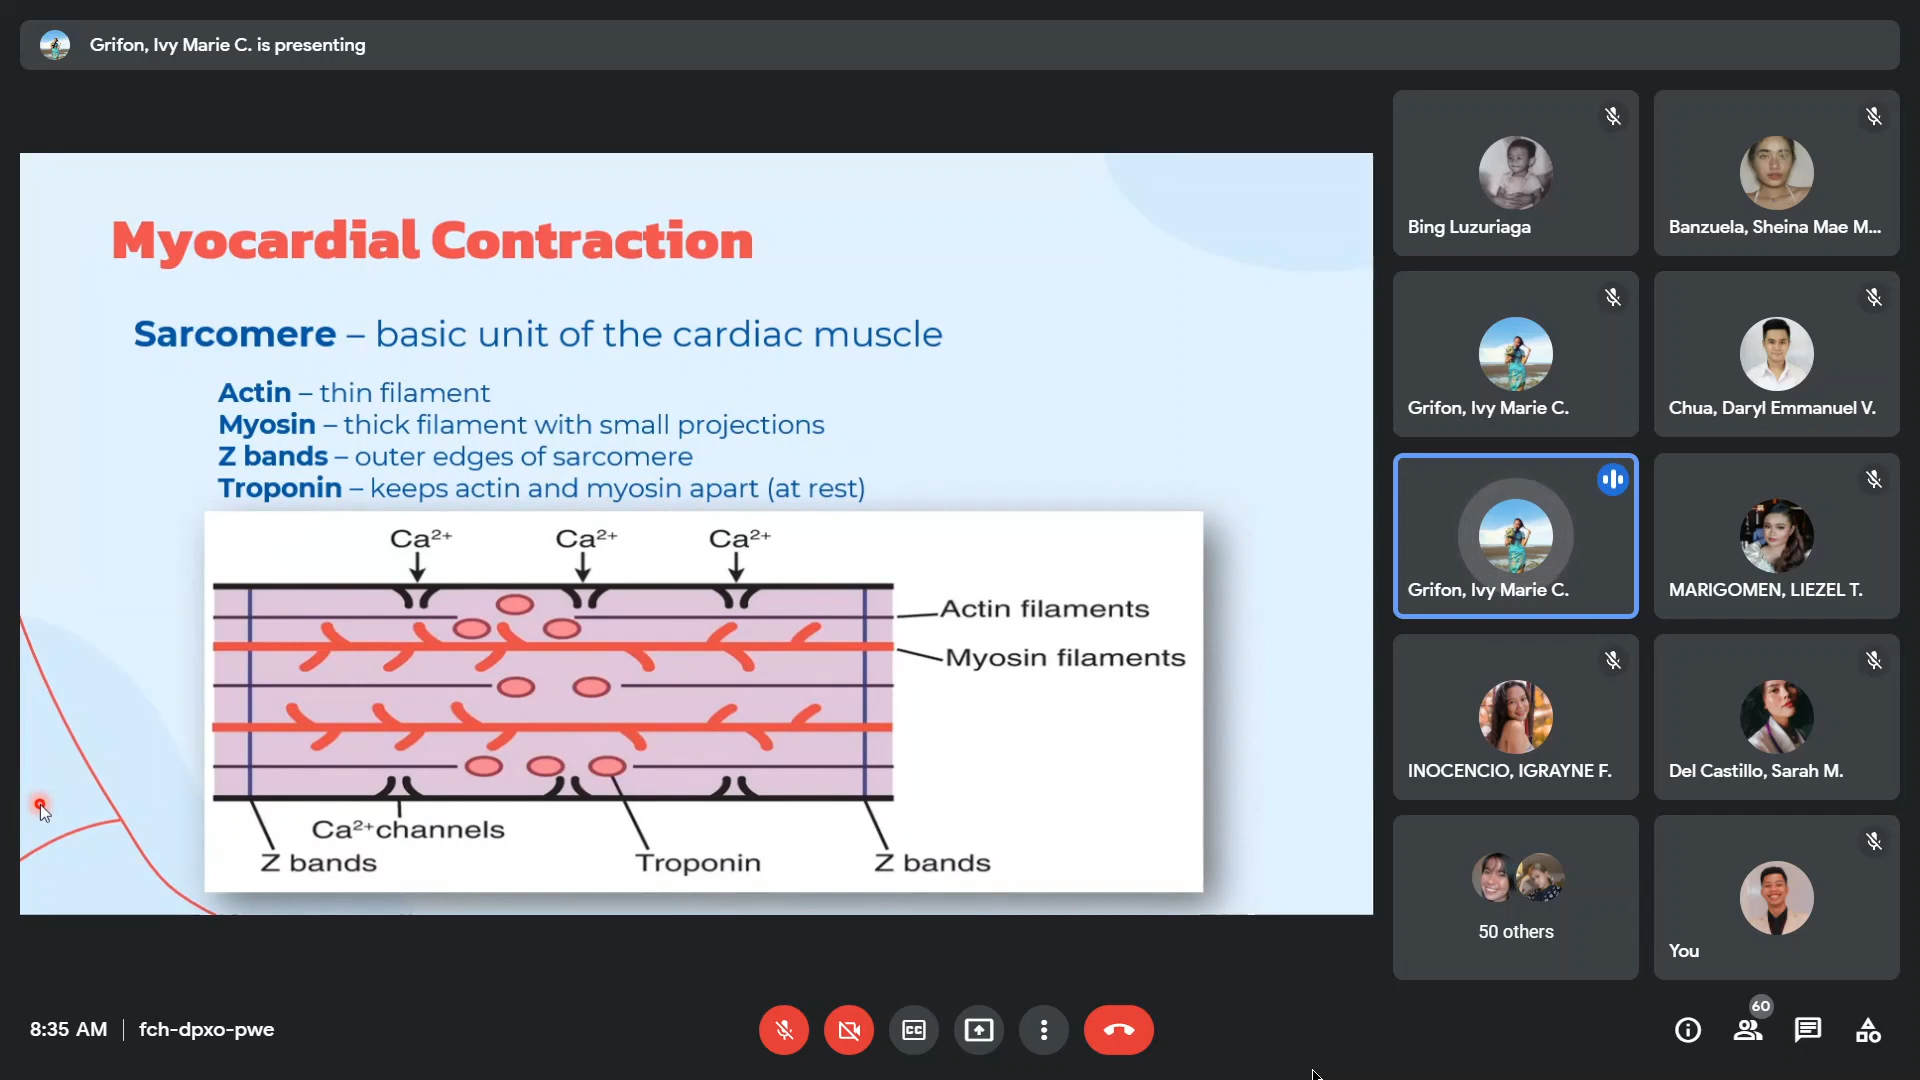 Grifon, Ivy Marie C. is presenting
Myocardial Contraction
Sarcomere – basic unit of the cardiac muscle
Actin – thin filament
Myosin – thick filament with small projections
Z bands – outer edges of sarcomere
Troponin – keeps actin and myosin apart (at rest)
Ca²⁺ Ca²⁺ Ca²⁺
Actin filaments
Myosin filaments
Ca²⁺channels
Z bands Troponin Z bands
Bing Luzuriaga
Banzuela, Sheina Mae M...
Grifon, Ivy Marie C.
Chua, Daryl Emmanuel V.
Grifon, Ivy Marie C.
MARIGOMEN, LIEZEL T.
INOCENCIO, IGRAYNE F.
Del Castillo, Sarah M.
50 others
You
8:35 AM | fch-dpxo-pwe
CC
60